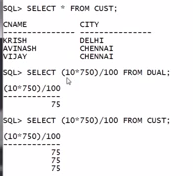 SQL> SELECT * FROM CUST;
CNAME CITY
--------------- ---------------
KRISH DELHI
AVINASH CHENNAI
VIJAY CHENNAI
SQL> SELECT (10*750)/100 FROM DUAL;
(10*750)/100
------------
75
SQL> SELECT (10*750)/100 FROM CUST;
(10*750)/100
------------
75
75
75